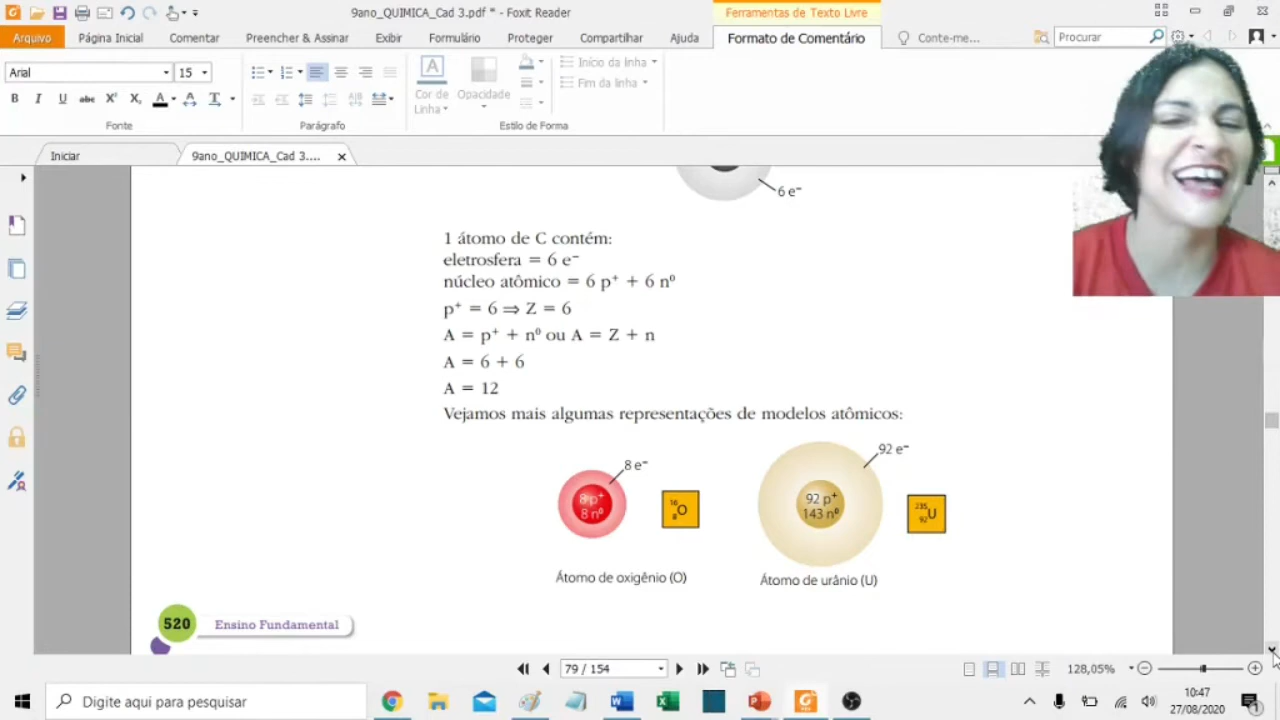 9ano_QUIMICA_Cad 3.pdf * - Foxit Reader
Ferramentas de Texto Livre
Arquivo
Página Inicial
Comentar
Preencher & Assinar
Exibir
Formulário
Proteger
Compartilhar
Ajuda
Formato de Comentário
Conte-me...
Procurar
Arial
15
Fonte
Parágrafo
Cor de Linha
Opacidade
Início da linha
Fim da linha
Estilo de Forma
Iniciar
9ano_QUIMICA_Cad 3....
6 e⁻
1 átomo de C contém:
eletrosfera = 6 e⁻
núcleo atômico = 6 p⁺ + 6 n⁰
p⁺ = 6 ⇒ Z = 6
A = p⁺ + n⁰ ou A = Z + n
A = 6 + 6
A = 12
Vejamos mais algumas representações de modelos atômicos:
8 e⁻
8 p⁺
8 n⁰
16
8 O
Átomo de oxigênio (O)
92 e⁻
92 p⁺
143 n⁰
235
92 U
Átomo de urânio (U)
520 Ensino Fundamental
79 / 154
128,05%
Digite aqui para pesquisar
10:47
27/08/2020